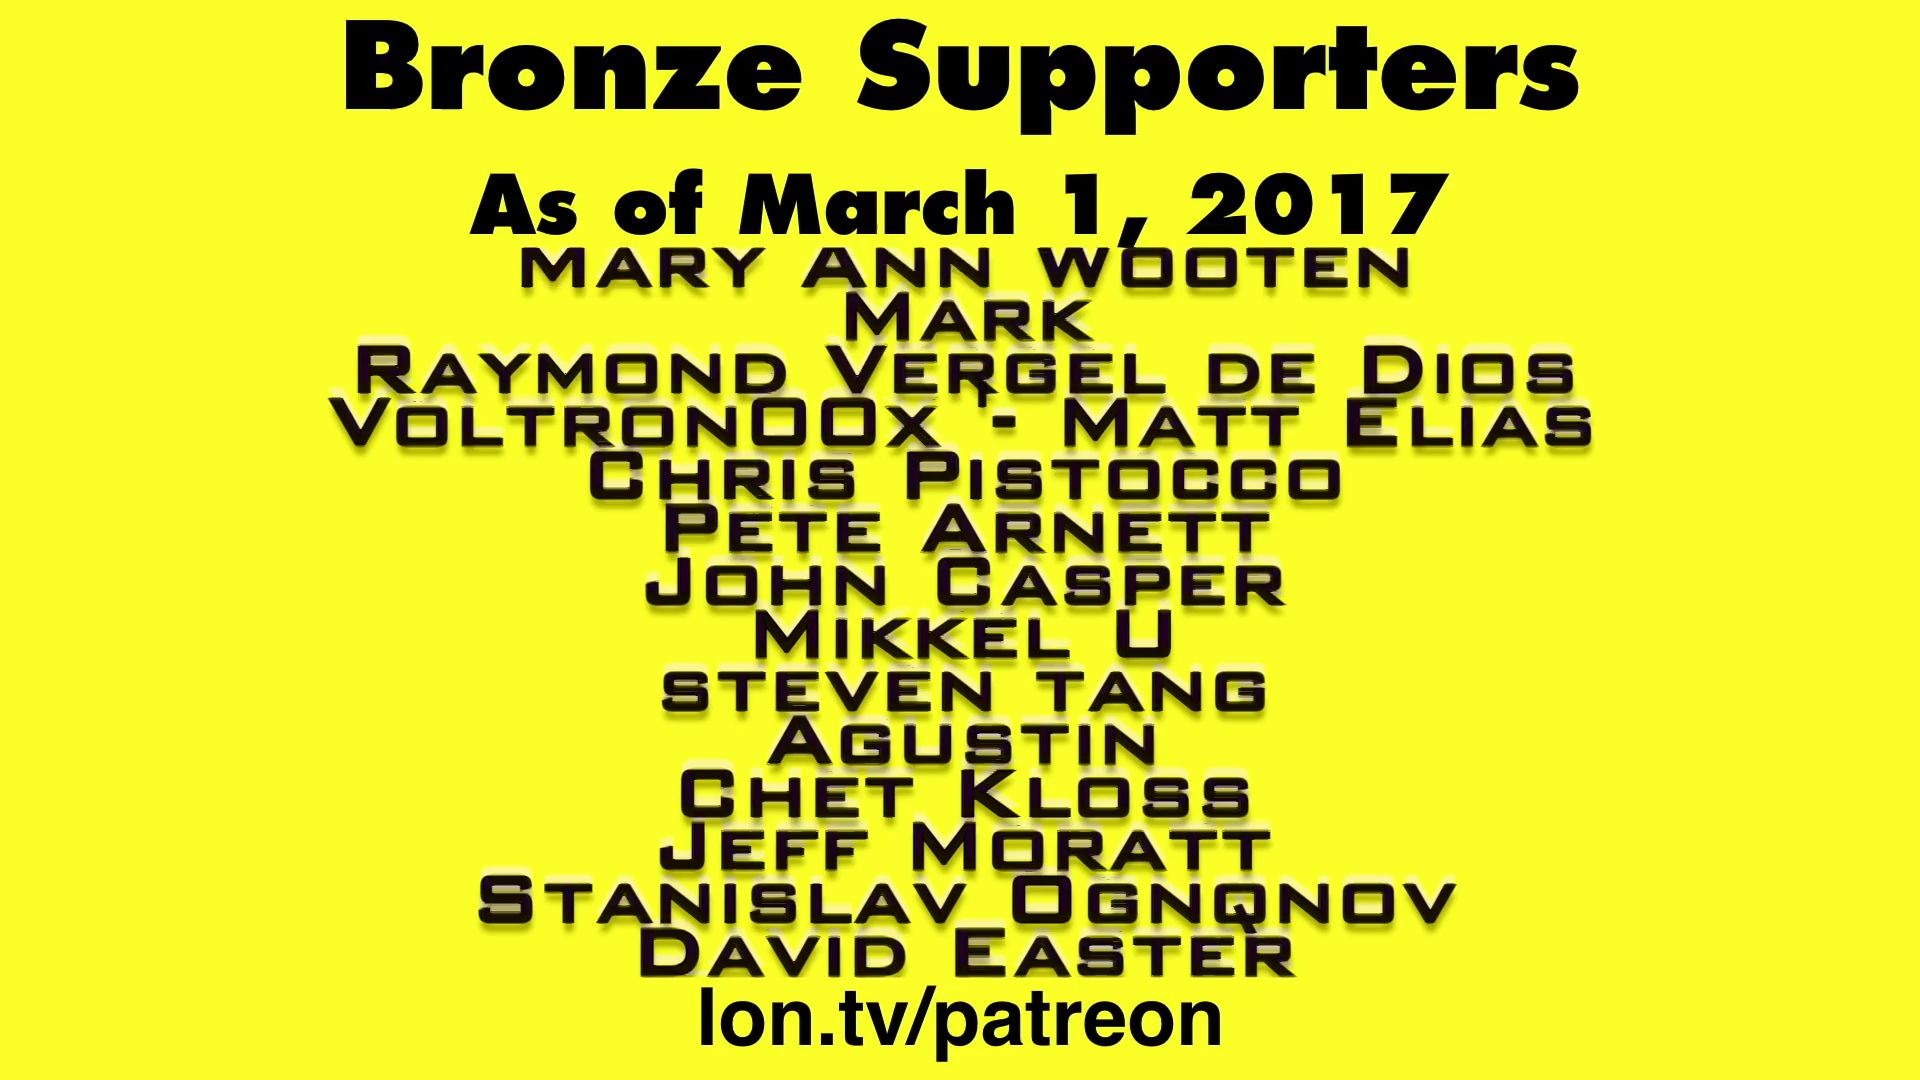 Bronze Supporters
As of March 1, 2017
mary Ann wooten
Mark
Raymond Vergel de Dios
Voltron00x - Matt Elias
Chris Pistocco
Pete Arnett
John Casper
Mikkel U
steven tang
Agustin
Chet Kloss
Jeff Moratt
Stanislav Ognqnov
David Easter
lon.tv/patreon